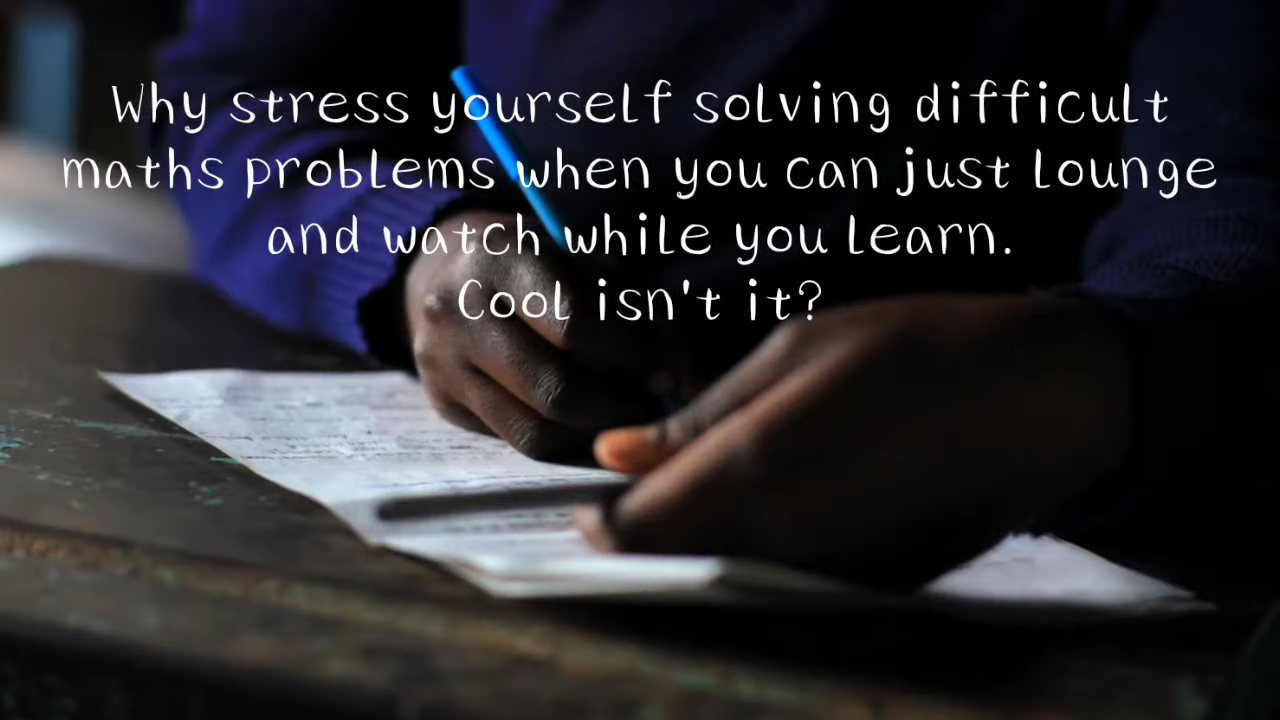 Why stress yourself solving difficult
maths problems when you can just lounge
and watch while you learn.
Cool isn't it?